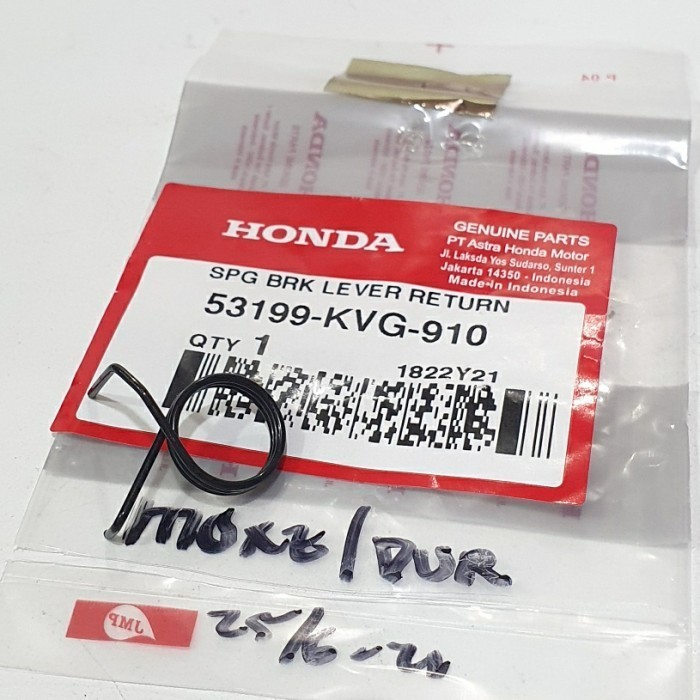 HONDA
GENUINE PARTS
PT Astra Honda Motor
Jl. Laksda Yos Sudarso, Sunter 1
Jakarta 14350 - Indonesia
Made in Indonesia
SPG BRK LEVER RETURN
53199-KVG-910
QTY 1
1822Y21
JMP